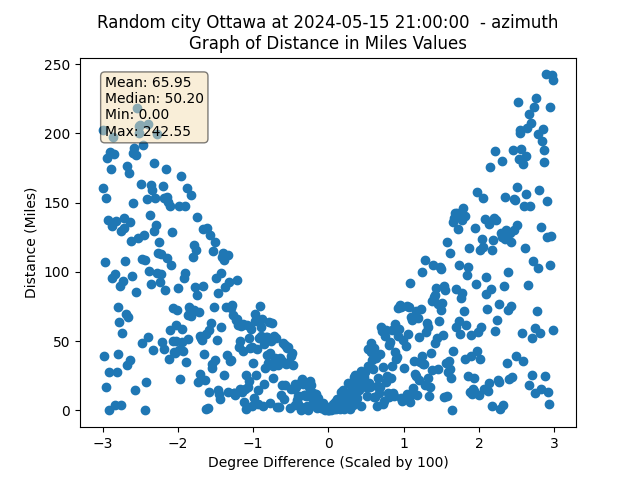 Random city Ottawa at 2024-05-15 21:00:00  - azimuth
Graph of Distance in Miles Values
250
200
150
100
50
0
Distance (Miles)
Mean: 65.95
Median: 50.20
Min: 0.00
Max: 242.55
−3
−2
−1
0
1
2
3
Degree Difference (Scaled by 100)